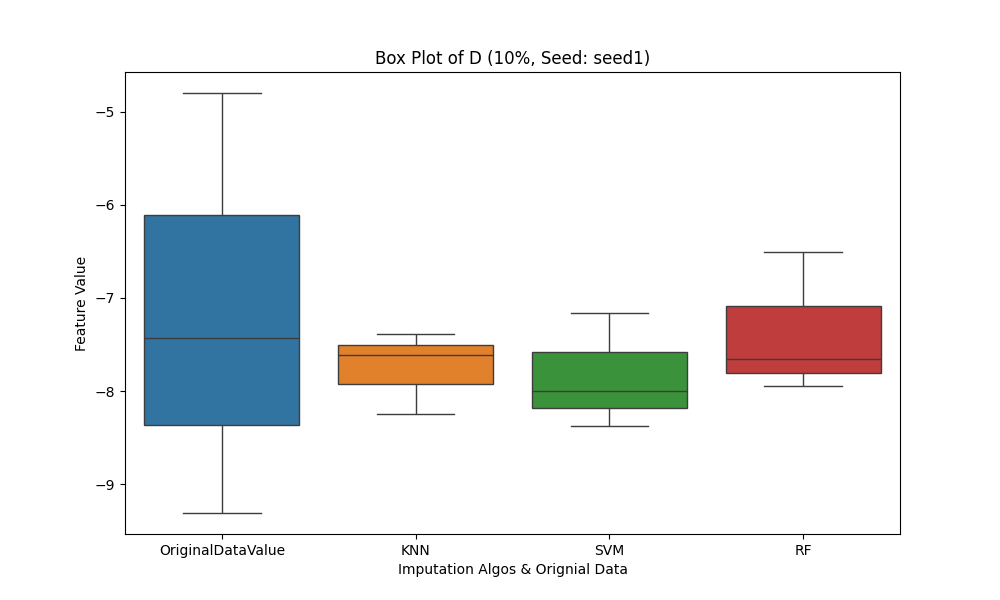 Box Plot of D (10%, Seed: seed1)
Feature Value
−5
−6
−7
−8
−9
OriginalDataValue
KNN
SVM
RF
Imputation Algos & Orignial Data